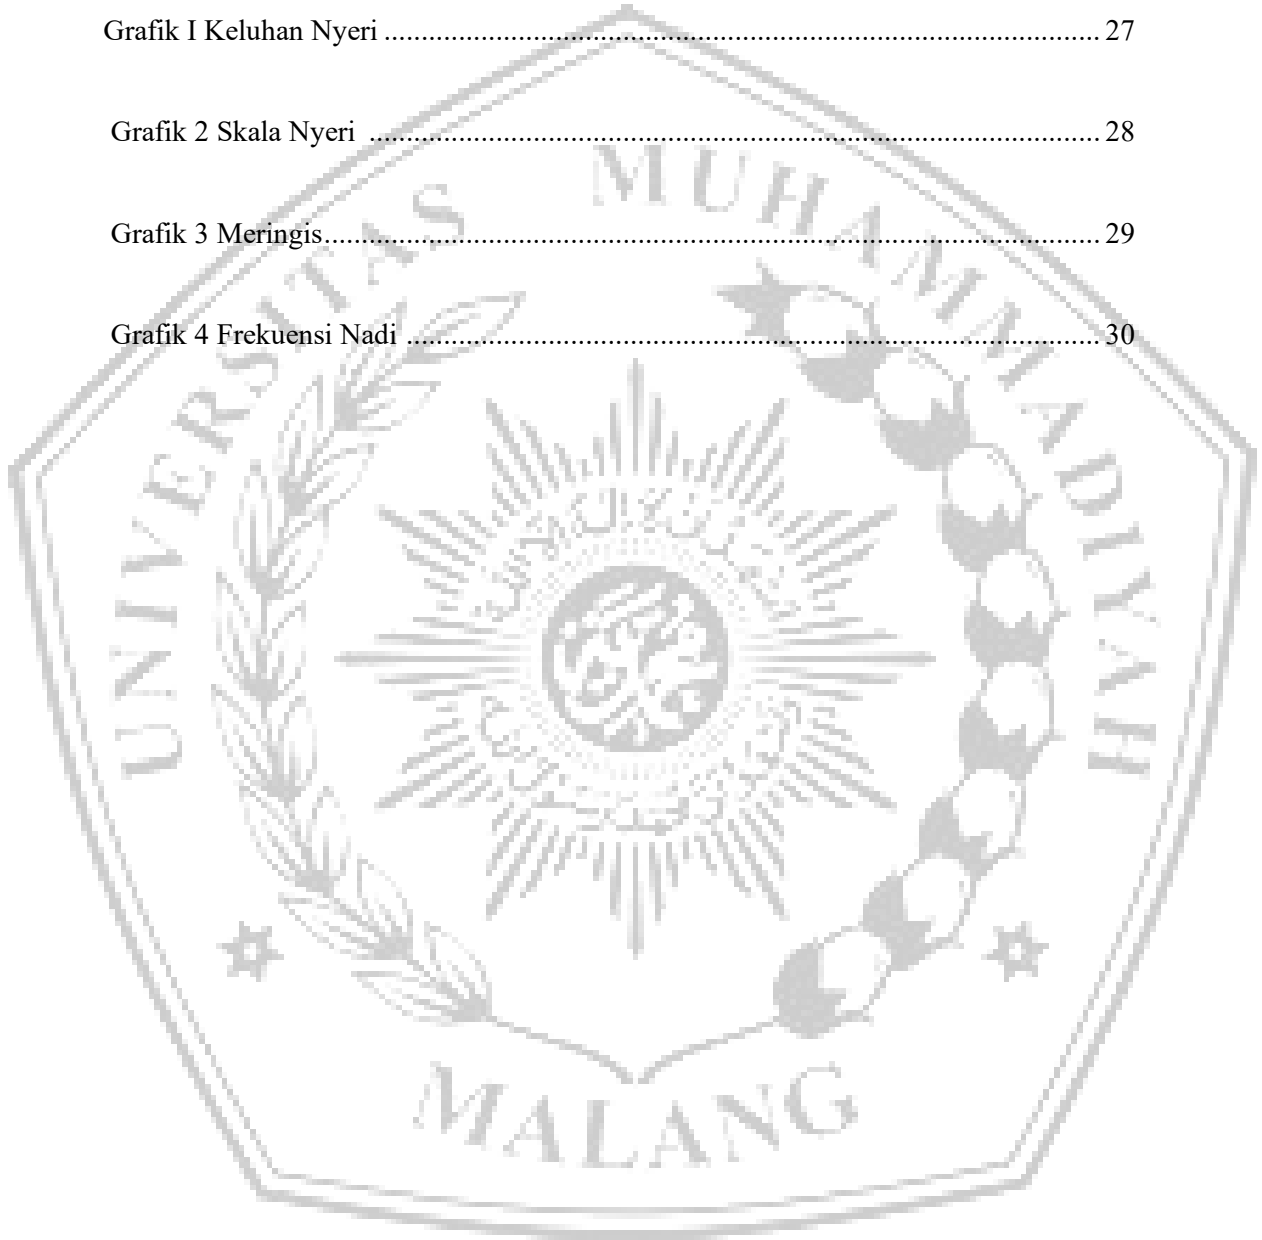 Grafik I Keluhan Nyeri ........................................................................................................ 27
Grafik 2 Skala Nyeri ........................................................................................................... 28
Grafik 3 Meringis................................................................................................................. 29
Grafik 4 Frekuensi Nadi ..................................................................................................... 30
UNIVERSITAS MUHAMMADIYAH
MALANG